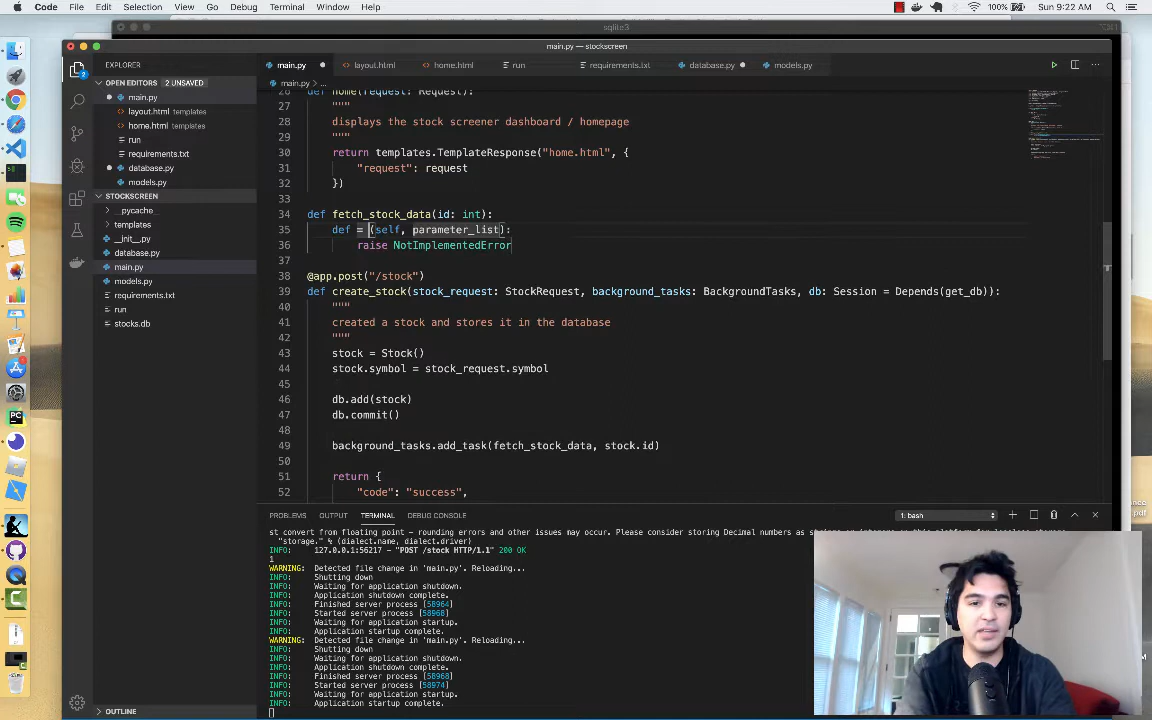 Code File Edit Selection View Go Debug Terminal Window Help 100% Sun 9:22 AM
sqlite3
main.py — stockscreen
EXPLORER
main.py layout.html home.html run requirements.txt database.py models.py
OPEN EDITORS 2 UNSAVED
main.py
layout.html templates
home.html templates
run
requirements.txt
database.py
models.py
STOCKSCREEN
__pycache__
templates
__init__.py
database.py
main.py
models.py
requirements.txt
run
stocks.db
OUTLINE
main.py > ...
26 def home(request: Request):
27 """
28 displays the stock screener dashboard / homepage
29 """
30 return templates.TemplateResponse("home.html", {
31 "request": request
32 })
33
34 def fetch_stock_data(id: int):
35 def = (self, parameter_list):
36 raise NotImplementedError
37
38 @app.post("/stock")
39 def create_stock(stock_request: StockRequest, background_tasks: BackgroundTasks, db: Session = Depends(get_db)):
40 """
41 created a stock and stores it in the database
42 """
43 stock = Stock()
44 stock.symbol = stock_request.symbol
45
46 db.add(stock)
47 db.commit()
48
49 background_tasks.add_task(fetch_stock_data, stock.id)
50
51 return {
52 "code": "success",
PROBLEMS OUTPUT TERMINAL DEBUG CONSOLE 1: bash
st convert from floating point - rounding errors and other issues may occur. Please consider storing Decimal numbers as strings or integers on this platform for lossless storage.
"storage." % (dialect.name, dialect.driver)
INFO: 127.0.0.1:56217 - "POST /stock HTTP/1.1" 200 OK
1
WARNING: Detected file change in 'main.py'. Reloading...
INFO: Shutting down
INFO: Waiting for application shutdown.
INFO: Application shutdown complete.
INFO: Finished server process [58964]
INFO: Started server process [58968]
INFO: Waiting for application startup.
INFO: Application startup complete.
WARNING: Detected file change in 'main.py'. Reloading...
INFO: Shutting down
INFO: Waiting for application shutdown.
INFO: Application shutdown complete.
INFO: Finished server process [58968]
INFO: Started server process [58974]
INFO: Waiting for application startup.
INFO: Application startup complete.